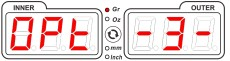 INNER OUTER
OPt -3-
Gr
Oz
mm
Inch